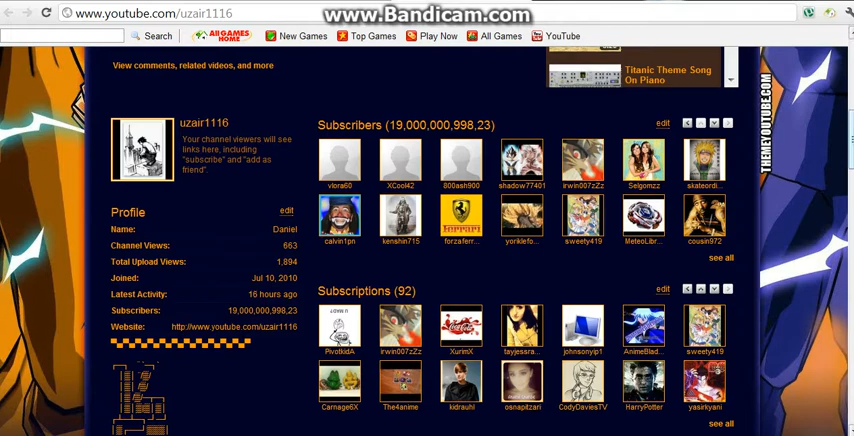 www.youtube.com/uzair1116
www.Bandicam.com
Search
ALL GAMES
HOME
New Games
Top Games
Play Now
All Games
YouTube
View comments, related videos, and more
Titanic Theme Song
On Piano
THEMEYOUTUBE.COM
uzair1116
Your channel viewers will see
links here, including
"subscribe" and "add as
friend".
Profile edit
Name: Daniel
Channel Views: 663
Total Upload Views: 1,894
Joined: Jul 10, 2010
Latest Activity: 16 hours ago
Subscribers: 19,000,000,998,23
Website: http://www.youtube.com/uzair1116
Subscribers (19,000,000,998,23) edit
vlora60 XCool42 800ash900 shadow77401 irwin007zZz Selgomzz skateordi...
calvin1pn kenshin715 forzaferr... yoriklefo... sweety419 MeteoLibr... cousin972
see all
Subscriptions (92) edit
PivotkidA irwin007zZz XurimX tayjessra... johnsonyip1 AnimeBlad... sweety419
Carnage6X The4anime kidrauhl osnapitzari CodyDaviesTV HarryPotter yasirkyani
see all